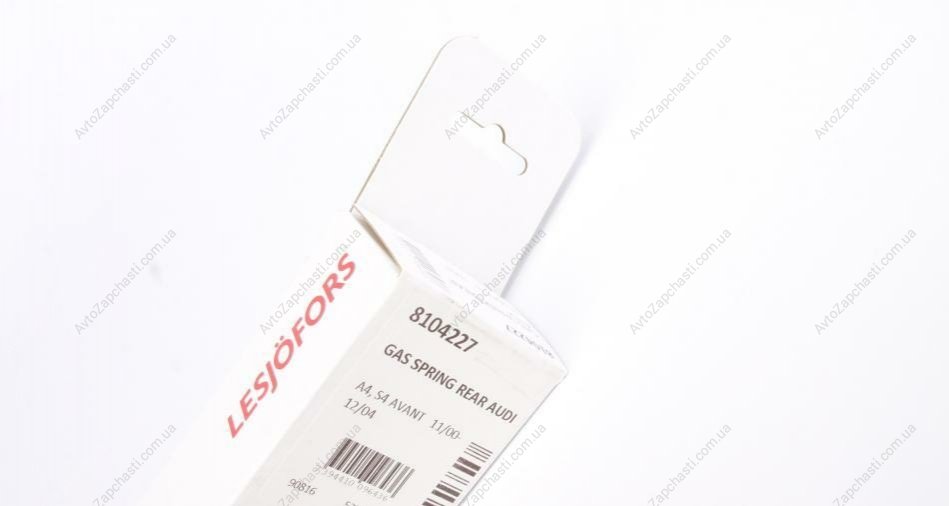 LESJÖFORS
8104227
GAS SPRING REAR AUDI
A4, S4 AVANT 11/00-
12/04
90816
AvtoZapchasti.com.ua